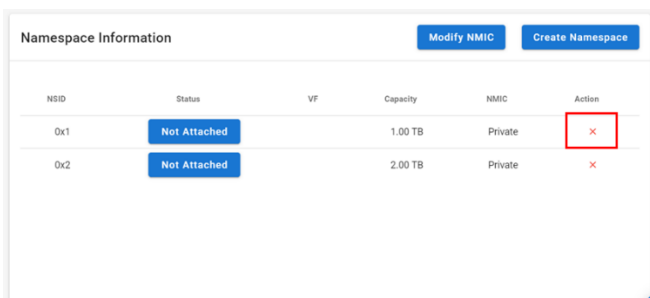 Namespace Information Modify NMIC Create Namespace
NSID Status VF Capacity NMIC Action
0x1 Not Attached 1.00 TB Private ×
0x2 Not Attached 2.00 TB Private ×